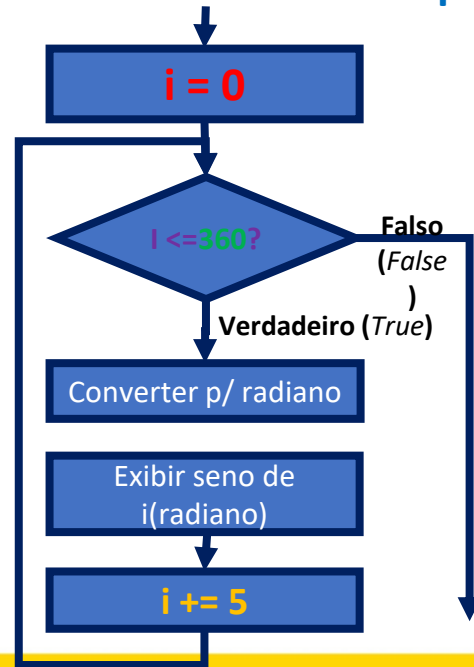 i = 0
I <=360?
Falso
(False
)
Verdadeiro (True)
Converter p/ radiano
Exibir seno de
i(radiano)
i += 5